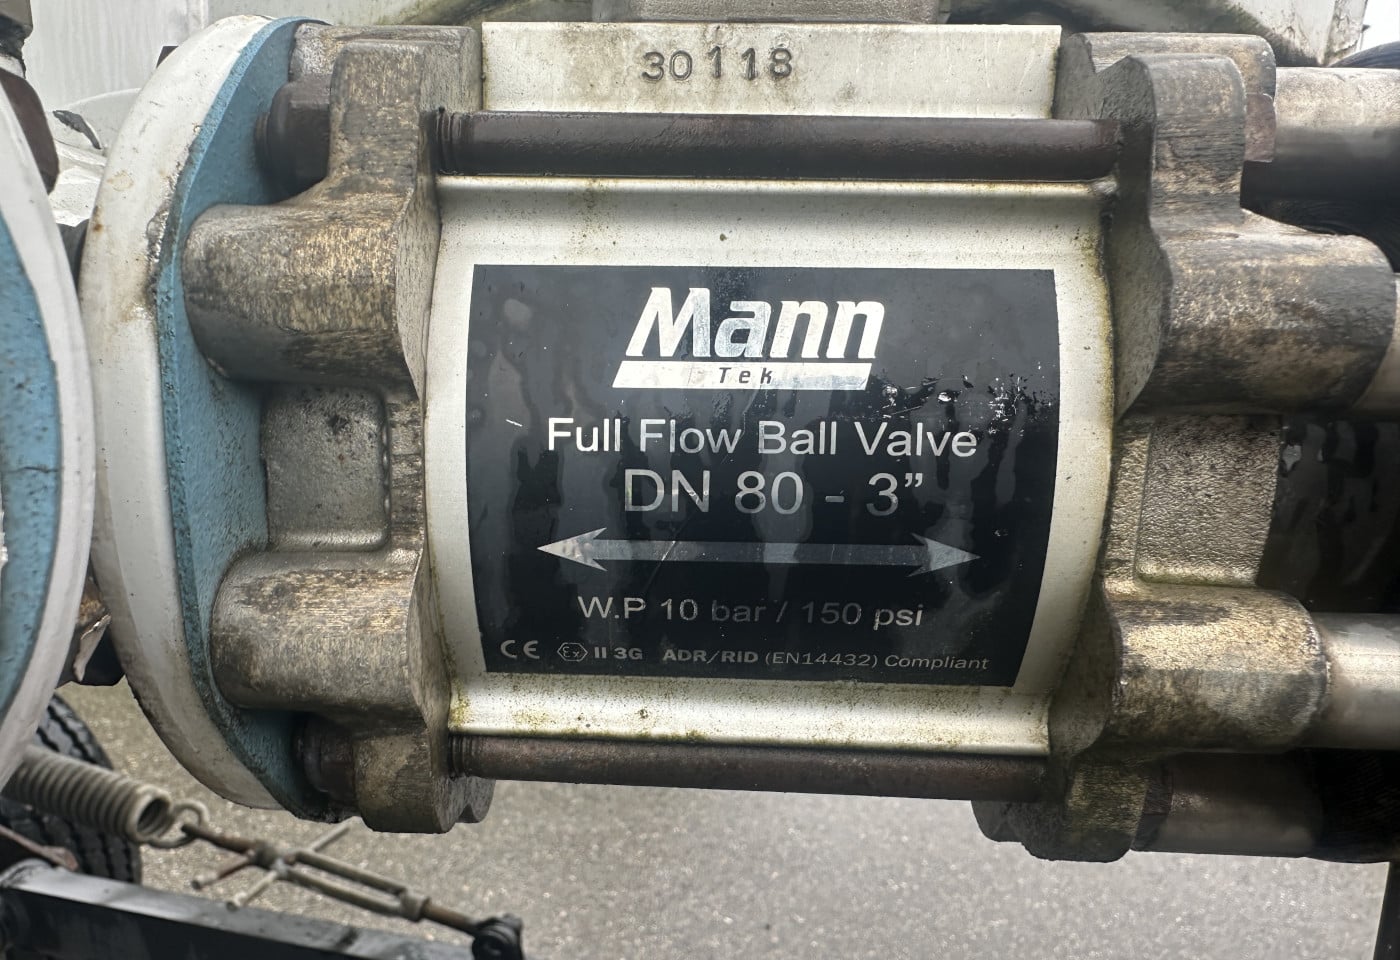 30118
Mann
Tek
Full Flow Ball Valve
DN 80 - 3”
W.P 10 bar / 150 psi
CE Ex II 3G ADR/RID (EN14432) Compliant